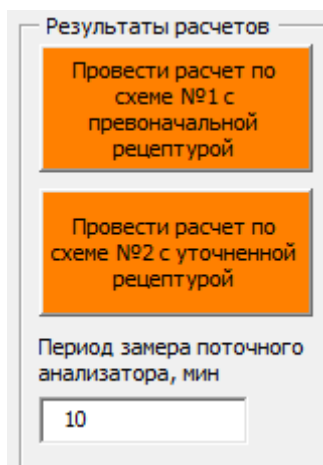 Результаты расчетов
Провести расчет по
схеме №1 с
превоначальной
рецептурой
Провести расчет по
схеме №2 с уточненной
рецептурой
Период замера поточного
анализатора, мин
10